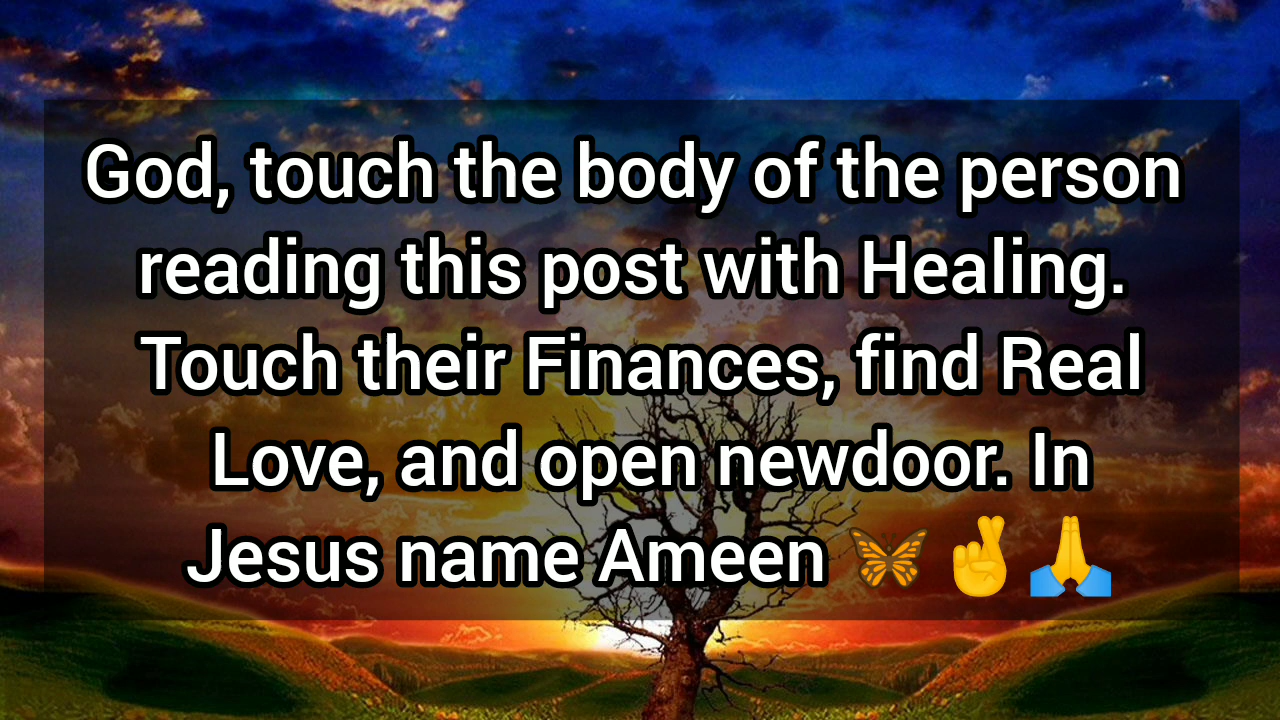 God, touch the body of the person
reading this post with Healing.
Touch their Finances, find Real
Love, and open newdoor. In
Jesus name Ameen 🦋 🤞 🙏